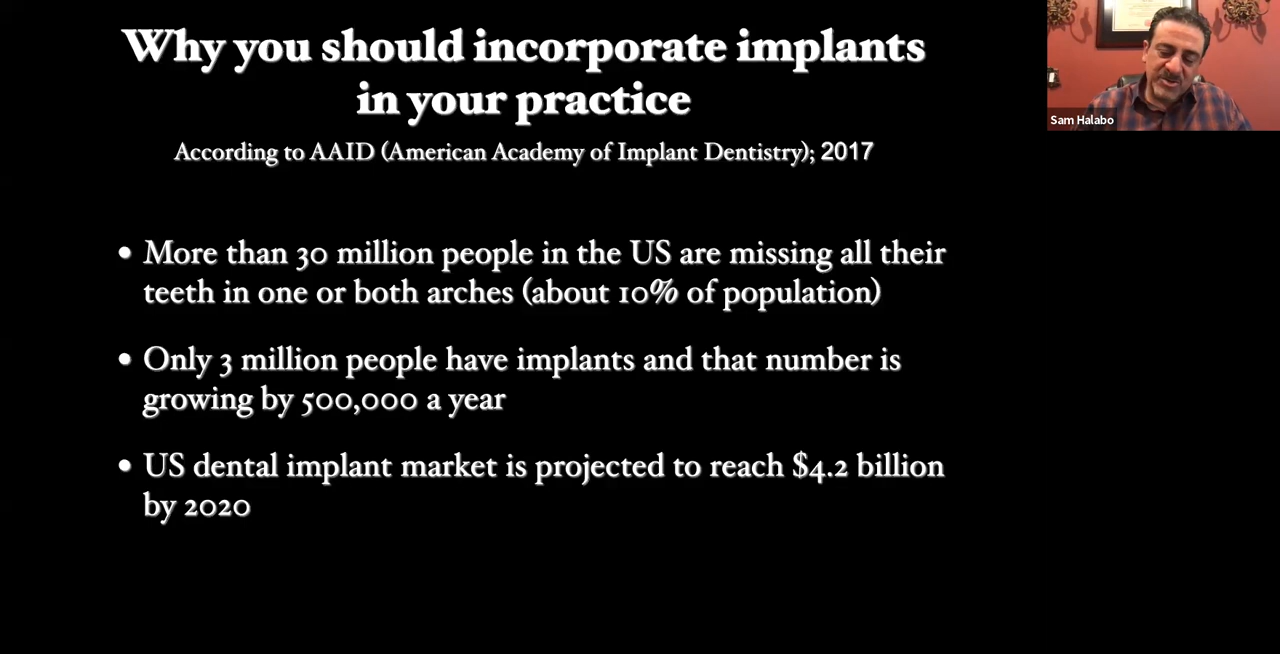 Why you should incorporate implants
in your practice
According to AAID (American Academy of Implant Dentistry); 2017
• More than 30 million people in the US are missing all their
teeth in one or both arches (about 10% of population)
• Only 3 million people have implants and that number is
growing by 500,000 a year
• US dental implant market is projected to reach $4.2 billion
by 2020
Sam Halabo